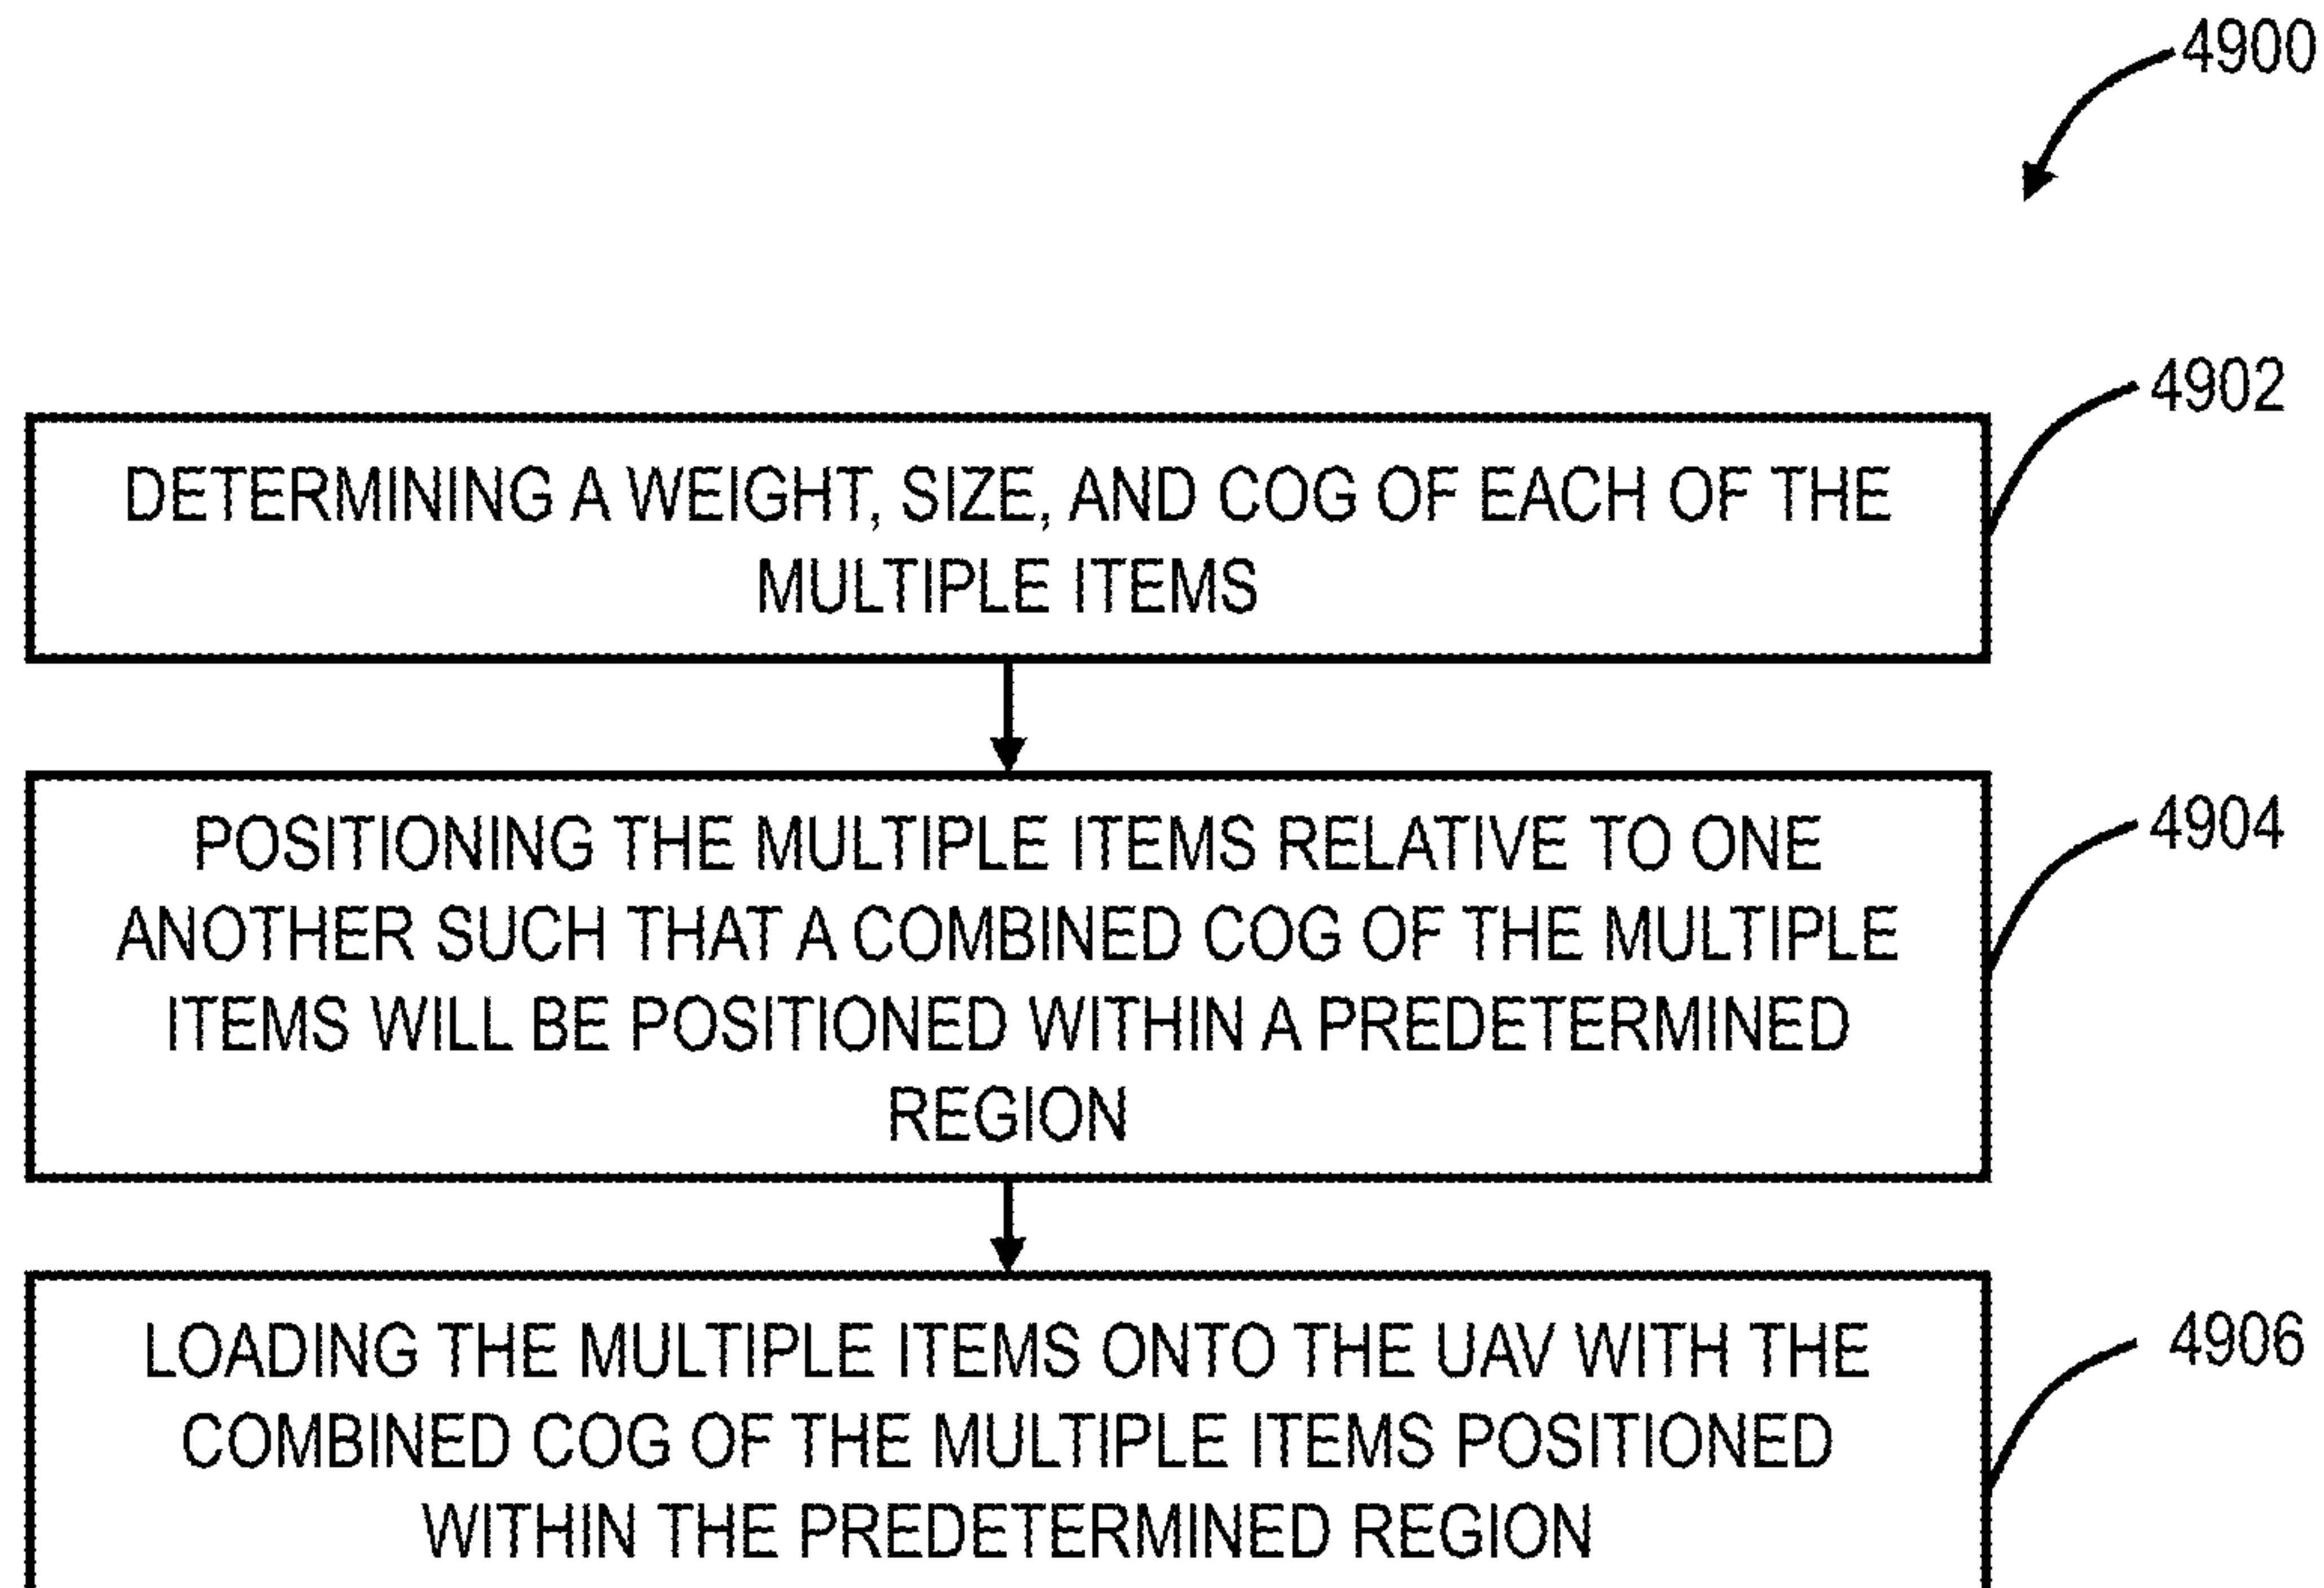 4900
4902
DETERMINING A WEIGHT, SIZE, AND COG OF EACH OF THE
MULTIPLE ITEMS
4904
POSITIONING THE MULTIPLE ITEMS RELATIVE TO ONE
ANOTHER SUCH THAT A COMBINED COG OF THE MULTIPLE
ITEMS WILL BE POSITIONED WITHIN A PREDETERMINED
REGION
4906
LOADING THE MULTIPLE ITEMS ONTO THE UAV WITH THE
COMBINED COG OF THE MULTIPLE ITEMS POSITIONED
WITHIN THE PREDETERMINED REGION